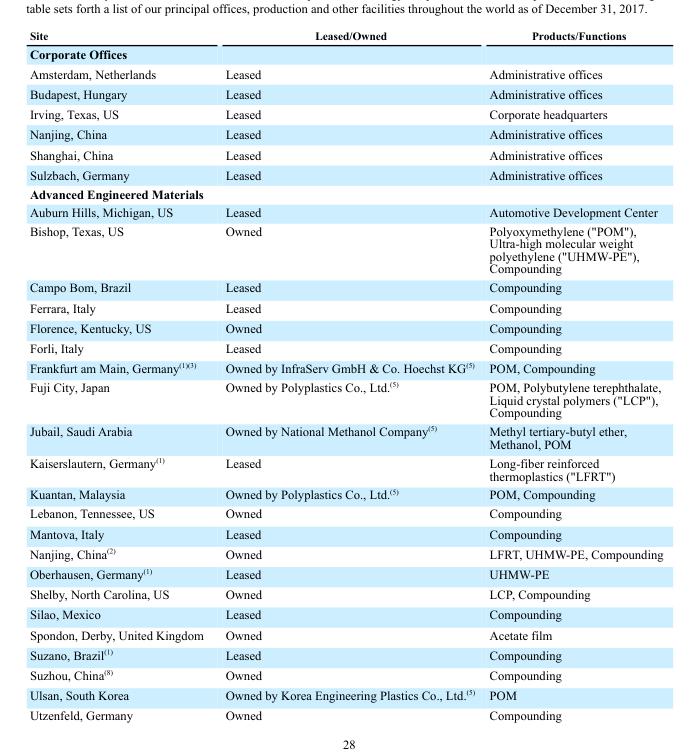 table sets forth a list of our principal offices, production and other facilities throughout the world as of December 31, 2017.
Site Leased/Owned Products/Functions
Corporate Offices
Amsterdam, Netherlands Leased Administrative offices
Budapest, Hungary Leased Administrative offices
Irving, Texas, US Leased Corporate headquarters
Nanjing, China Leased Administrative offices
Shanghai, China Leased Administrative offices
Sulzbach, Germany Leased Administrative offices
Advanced Engineered Materials
Auburn Hills, Michigan, US Leased Automotive Development Center
Bishop, Texas, US Owned Polyoxymethylene ("POM"),
Ultra-high molecular weight
polyethylene ("UHMW-PE"),
Compounding
Campo Bom, Brazil Leased Compounding
Ferrara, Italy Leased Compounding
Florence, Kentucky, US Owned Compounding
Forli, Italy Leased Compounding
Frankfurt am Main, Germany(1)(3) Owned by InfraServ GmbH & Co. Hoechst KG(5) POM, Compounding
Fuji City, Japan Owned by Polyplastics Co., Ltd.(5) POM, Polybutylene terephthalate,
Liquid crystal polymers ("LCP"),
Compounding
Jubail, Saudi Arabia Owned by National Methanol Company(5) Methyl tertiary-butyl ether,
Methanol, POM
Kaiserslautern, Germany(1) Leased Long-fiber reinforced
thermoplastics ("LFRT")
Kuantan, Malaysia Owned by Polyplastics Co., Ltd.(5) POM, Compounding
Lebanon, Tennessee, US Owned Compounding
Mantova, Italy Leased Compounding
Nanjing, China(2) Owned LFRT, UHMW-PE, Compounding
Oberhausen, Germany(1) Leased UHMW-PE
Shelby, North Carolina, US Owned LCP, Compounding
Silao, Mexico Leased Compounding
Spondon, Derby, United Kingdom Owned Acetate film
Suzano, Brazil(1) Leased Compounding
Suzhou, China(8) Owned Compounding
Ulsan, South Korea Owned by Korea Engineering Plastics Co., Ltd.(5) POM
Utzenfeld, Germany Owned Compounding
28